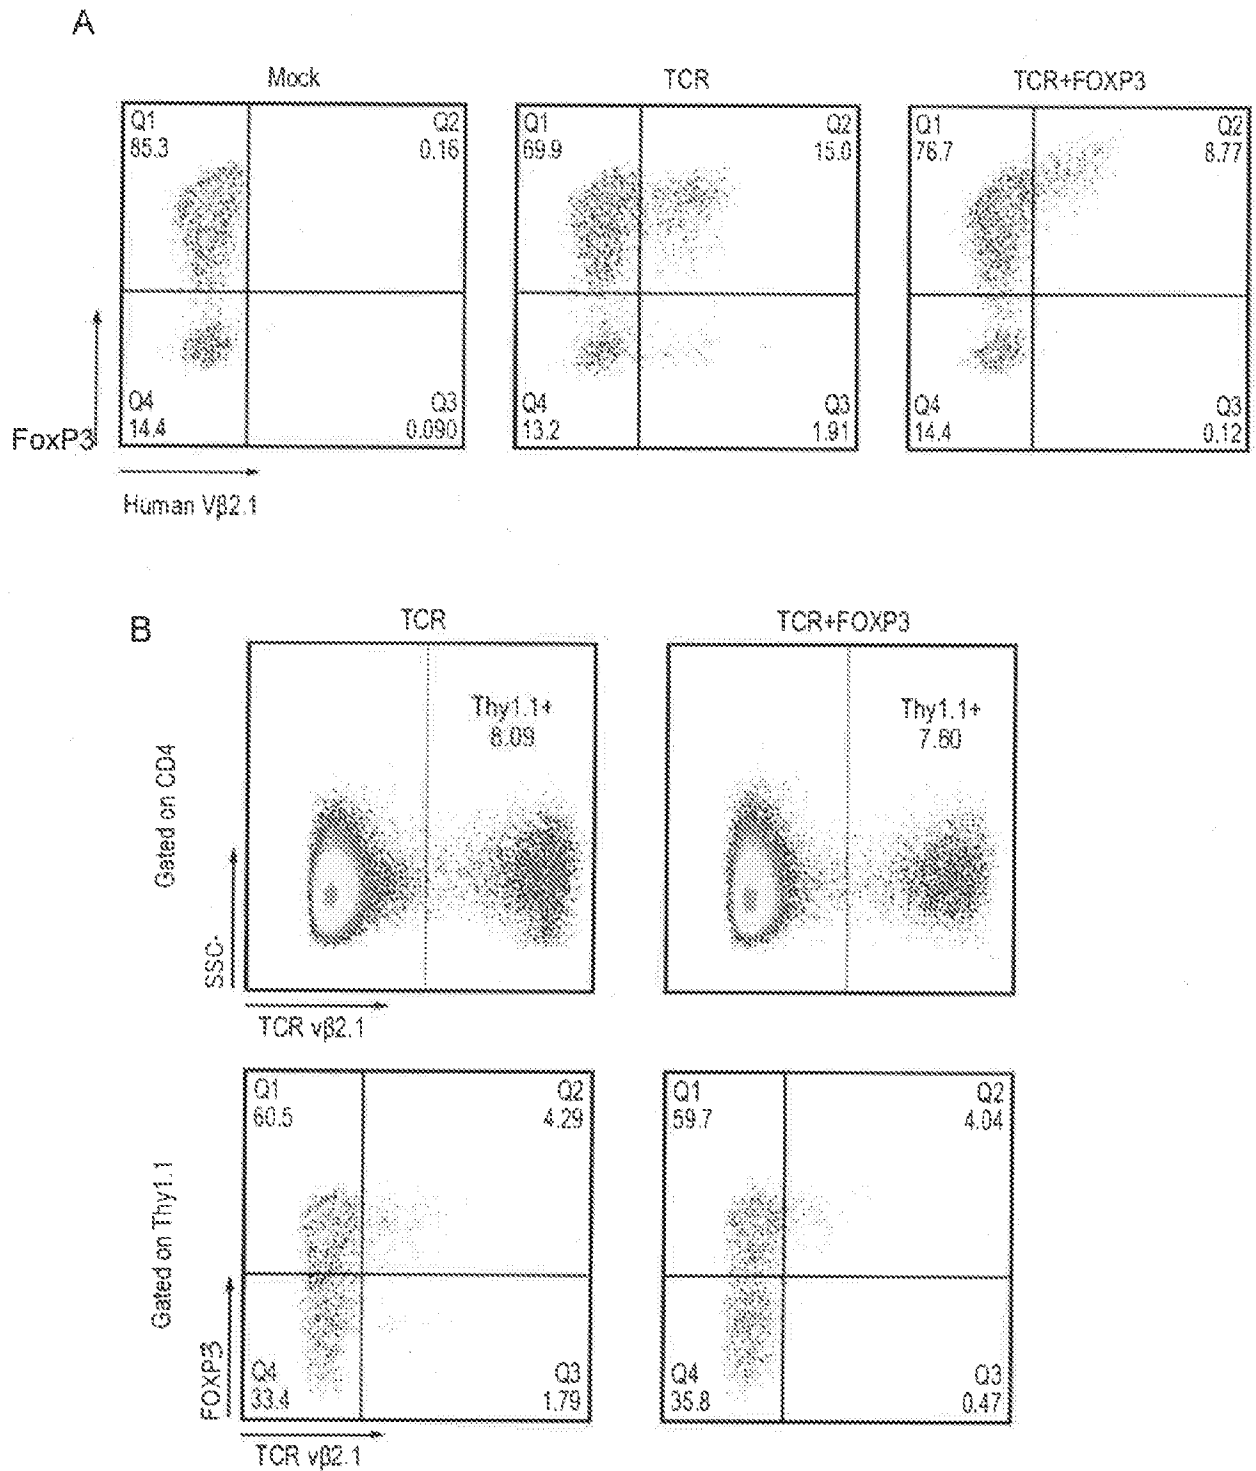 A
Mock
TCR
TCR+FOXP3
Q1
85.3
Q2
0.16
Q4
14.4
Q3
0.090
Q1
69.9
Q2
15.0
Q4
13.2
Q3
1.91
Q1
76.7
Q2
8.77
Q4
14.4
Q3
0.12
FoxP3
Human Vβ2.1
B
TCR
TCR+FOXP3
Gated on CD4
SSC-
Thy1.1+
8.09
Thy1.1+
7.60
TCR vβ2.1
Gated on Thy1.1
FOXP3
Q1
60.5
Q2
4.29
Q4
33.4
Q3
1.79
Q1
59.7
Q2
4.04
Q4
35.8
Q3
0.47
TCR vβ2.1